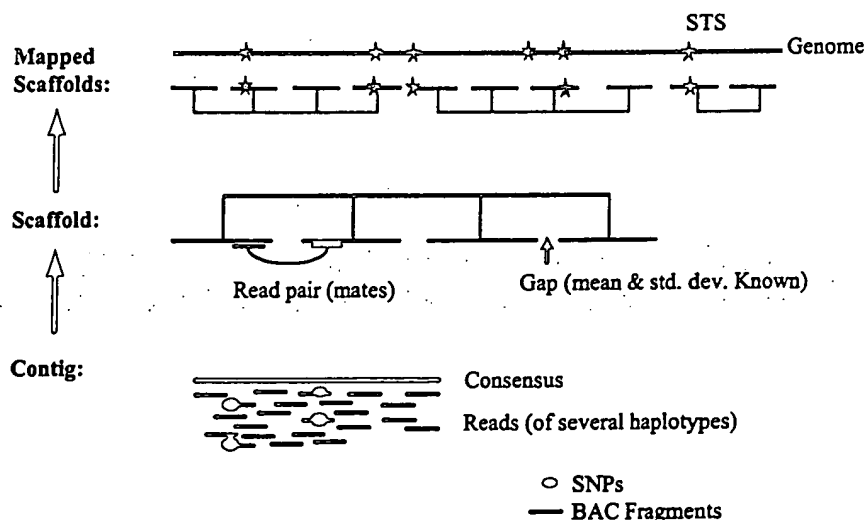 STS
Genome
Mapped
Scaffolds:
Scaffold:
Read pair (mates)
Gap (mean & std. dev. Known)
Contig:
Consensus
Reads (of several haplotypes)
SNPs
BAC Fragments